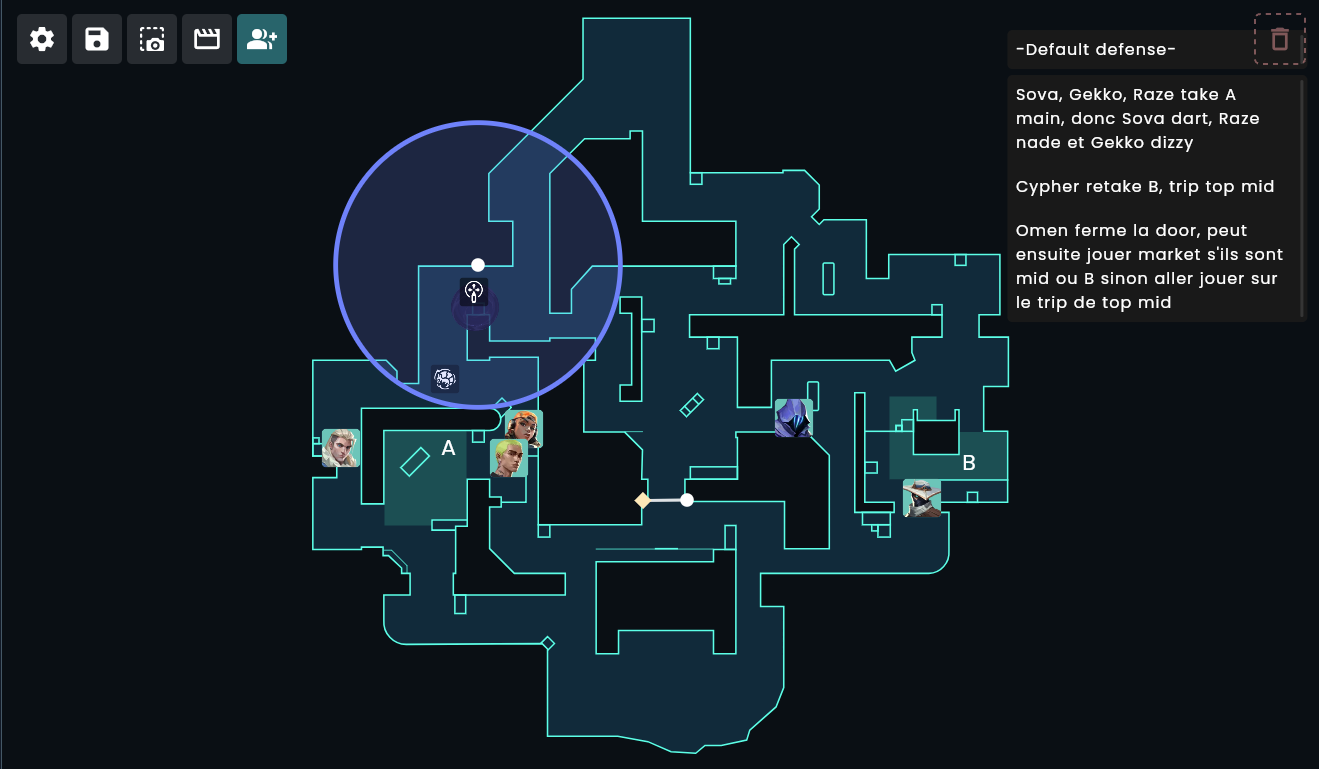 -Default defense-
Sova, Gekko, Raze take A
main, donc Sova dart, Raze
nade et Gekko dizzy
Cypher retake B, trip top mid
Omen ferme la door, peut
ensuite jouer market s'ils sont
mid ou B sinon aller jouer sur
le trip de top mid
A
B